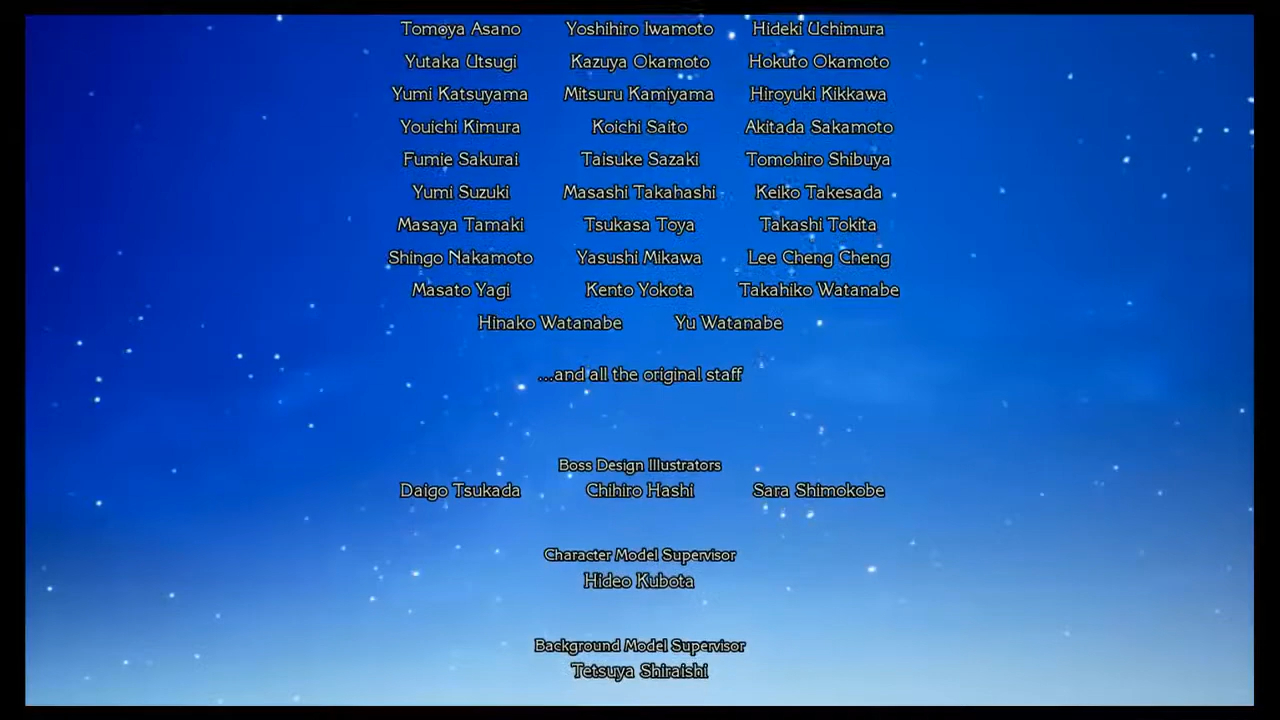 Tomoya Asano Yoshihiro Iwamoto Hideki Uchimura
Yutaka Utsugi Kazuya Okamoto Hokuto Okamoto
Yumi Katsuyama Mitsuru Kamiyama Hiroyuki Kikkawa
Youichi Kimura Koichi Saito Akitada Sakamoto
Fumie Sakurai Taisuke Sazaki Tomohiro Shibuya
Yumi Suzuki Masashi Takahashi Keiko Takesada
Masaya Tamaki Tsukasa Toya Takashi Tokita
Shingo Nakamoto Yasushi Mikawa Lee Cheng Cheng
Masato Yagi Kento Yokota Takahiko Watanabe
Hinako Watanabe Yu Watanabe
...and all the original staff
Boss Design Illustrators
Daigo Tsukada Chihiro Hashi Sara Shimokobe
Character Model Supervisor
Hideo Kubota
Background Model Supervisor
Tetsuya Shiraishi